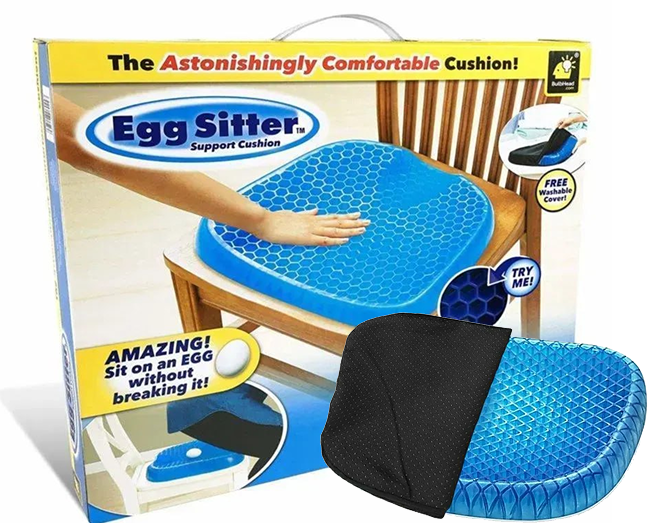 The Astonishingly Comfortable Cushion!
BulbHead
.com
Egg Sitter™
Support Cushion
FREE
Washable
Cover!
TRY
ME!
AMAZING!
Sit on an EGG
without
breaking it!